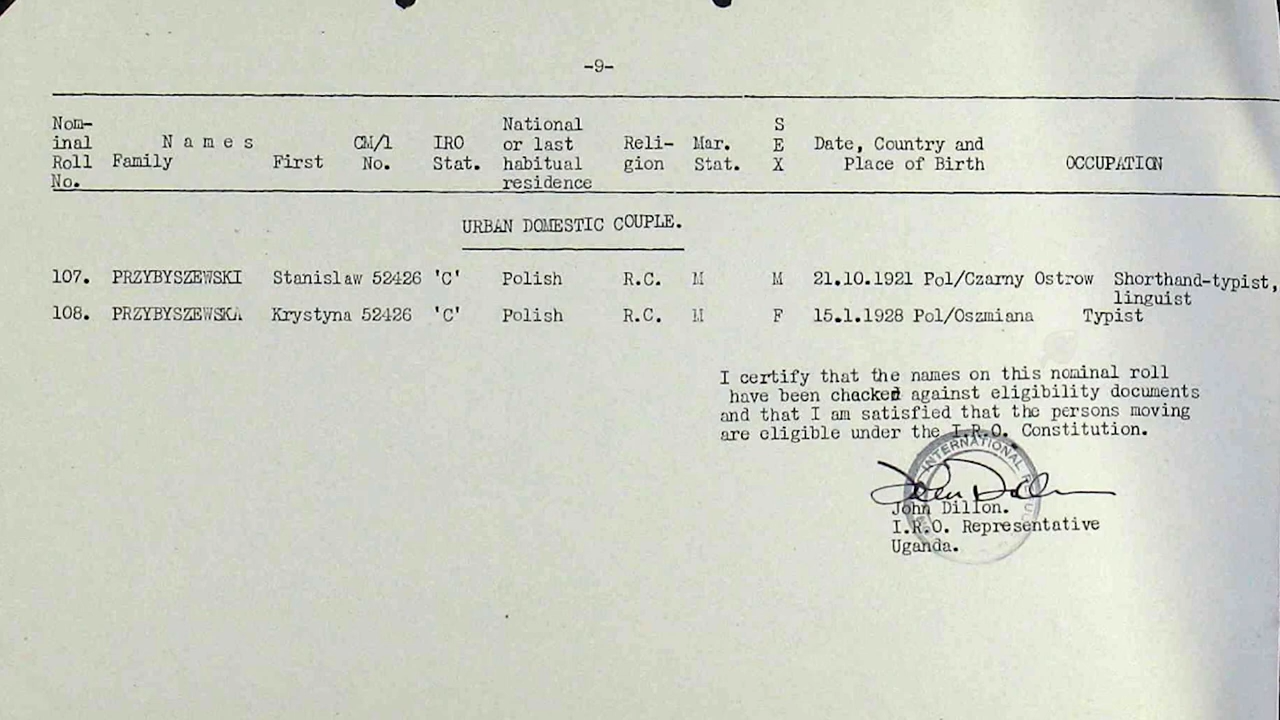 -9-
Nom- S
inal N a m e s CM/1 IRO National Reli- Mar. E Date, Country and
Roll Family First No. Stat. or last gion Stat. X Place of Birth OCCUPATION
No. habitual
residence
URBAN DOMESTIC COUPLE.
107. PRZYBYSZEWSKI Stanislaw 52426 'C' Polish R.C. M M 21.10.1921 Pol/Czarny Ostrow Shorthand-typist,
linguist
108. PRZYBYSZEWSKA Krystyna 52426 'C' Polish R.C. M F 15.1.1928 Pol/Oszmiana Typist
I certify that the names on this nominal roll
have been chacked against eligibility documents
and that I am satisfied that the persons moving
are eligible under the I.R.O. Constitution.
INTERNATIONAL
John Dillon
John Dillon.
I.R.O. Representative
Uganda.